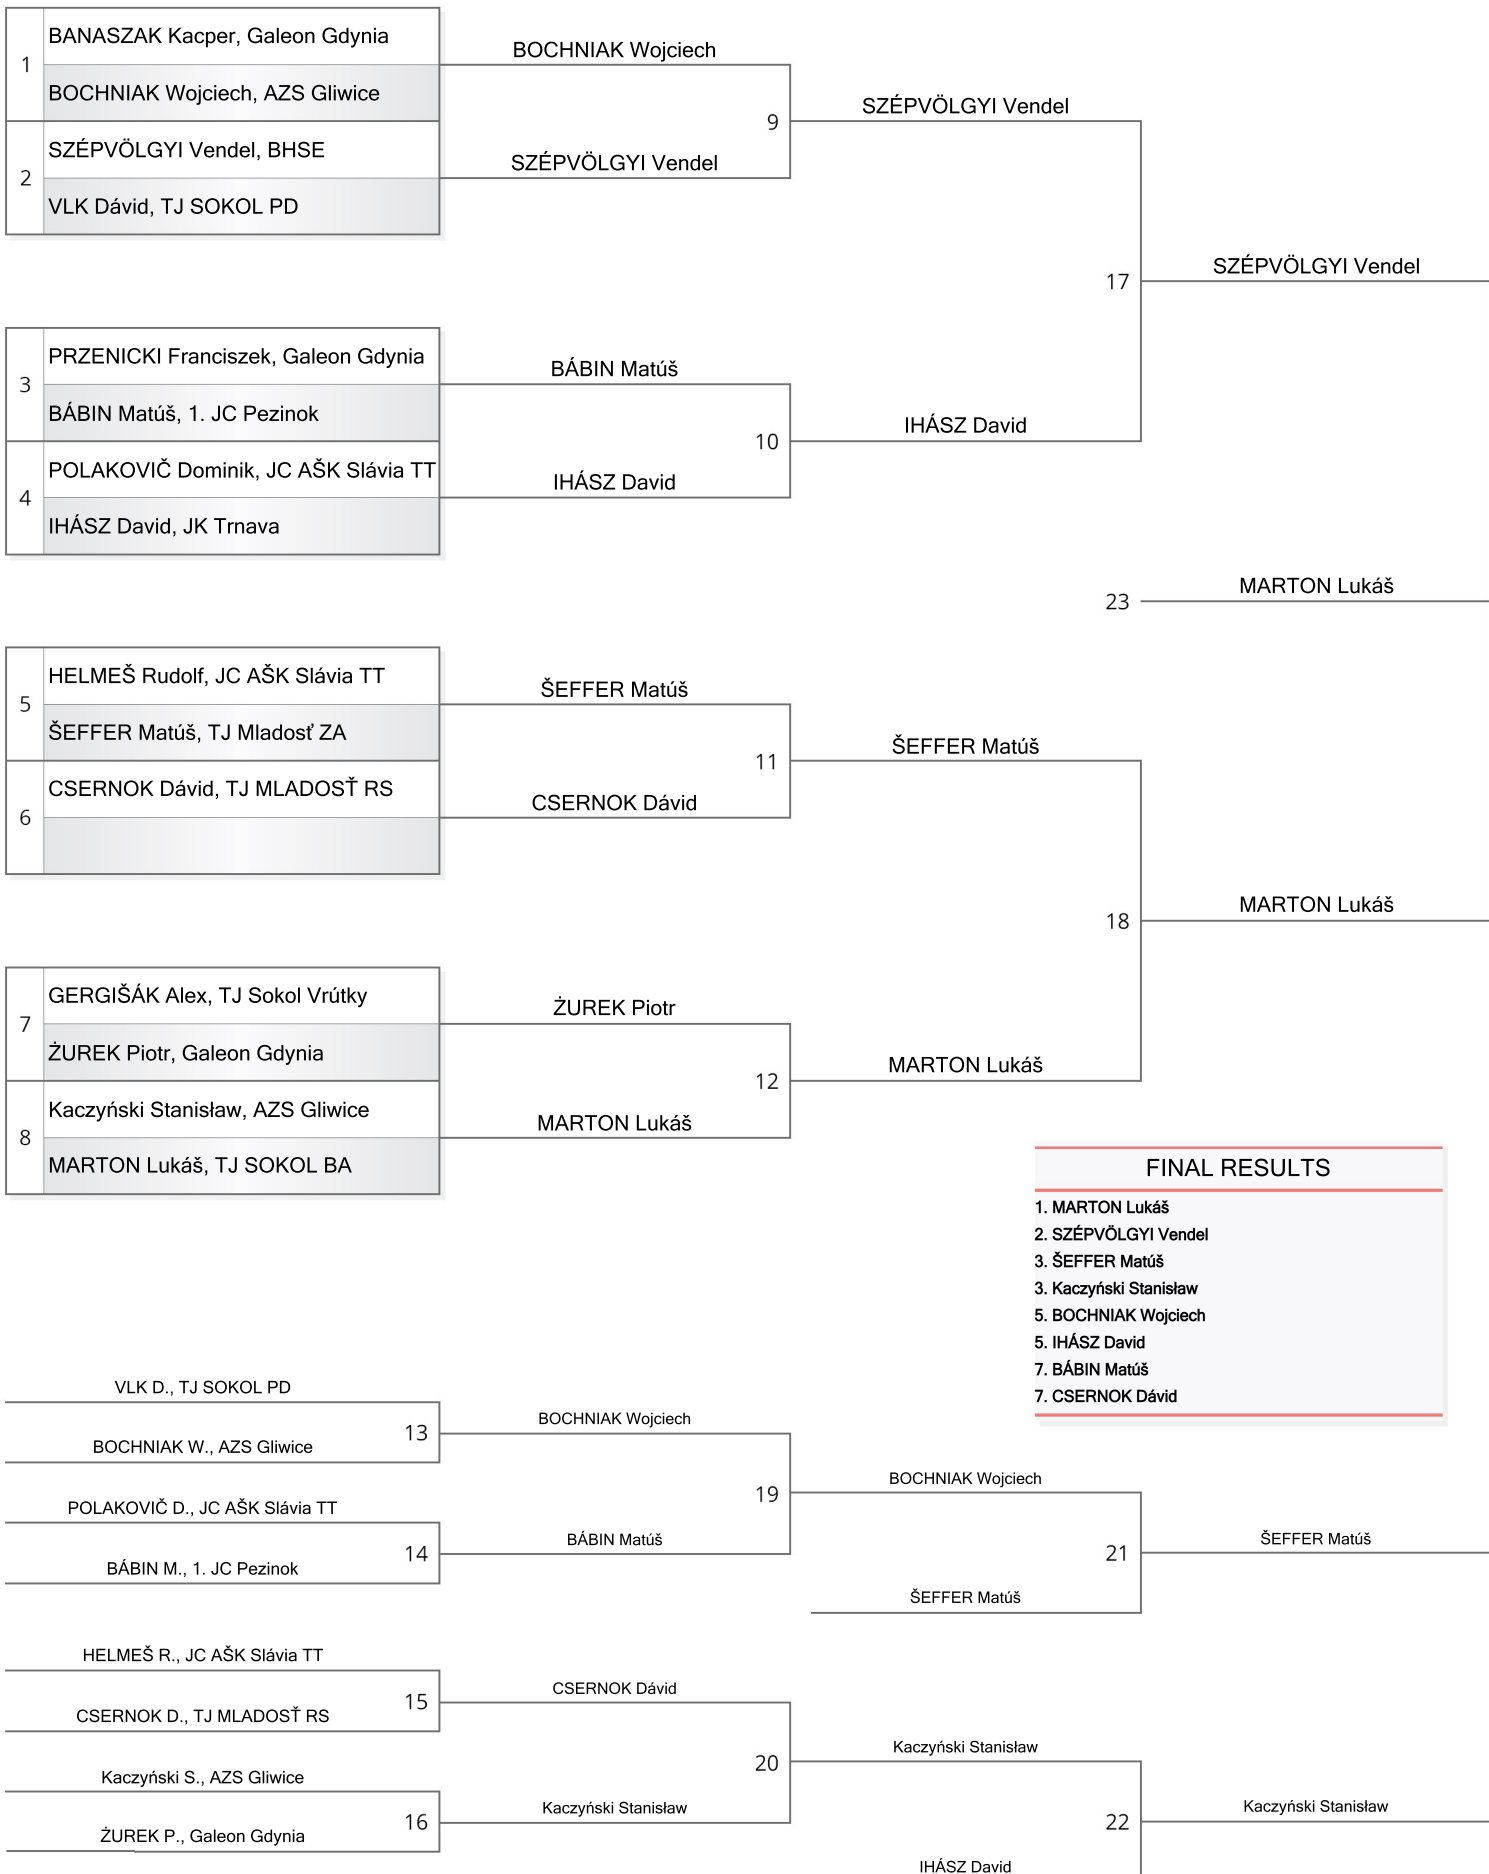 1
BANASZAK Kacper, Galeon Gdynia
BOCHNIAK Wojciech, AZS Gliwice
2
SZÉPVÖLGYI Vendel, BHSE
VLK Dávid, TJ SOKOL PD
BOCHNIAK Wojciech
9
SZÉPVÖLGYI Vendel
SZÉPVÖLGYI Vendel
17
SZÉPVÖLGYI Vendel
3
PRZENICKI Franciszek, Galeon Gdynia
BÁBIN Matúš, 1. JC Pezinok
4
POLAKOVIČ Dominik, JC AŠK Slávia TT
IHÁSZ David, JK Trnava
BÁBIN Matúš
10
IHÁSZ David
IHÁSZ David
23
MARTON Lukáš
5
HELMEŠ Rudolf, JC AŠK Slávia TT
ŠEFFER Matúš, TJ Mladosť ZA
6
CSERNOK Dávid, TJ MLADOSŤ RS
ŠEFFER Matúš
11
CSERNOK Dávid
ŠEFFER Matúš
18
MARTON Lukáš
7
GERGIŠÁK Alex, TJ Sokol Vrútky
ŻUREK Piotr, Galeon Gdynia
8
Kaczyński Stanisław, AZS Gliwice
MARTON Lukáš, TJ SOKOL BA
ŻUREK Piotr
12
MARTON Lukáš
MARTON Lukáš
FINAL RESULTS
1. MARTON Lukáš
2. SZÉPVÖLGYI Vendel
3. ŠEFFER Matúš
3. Kaczyński Stanisław
5. BOCHNIAK Wojciech
5. IHÁSZ David
7. BÁBIN Matúš
7. CSERNOK Dávid
VLK D., TJ SOKOL PD
13
BOCHNIAK W., AZS Gliwice
POLAKOVIČ D., JC AŠK Slávia TT
14
BÁBIN M., 1. JC Pezinok
BOCHNIAK Wojciech
19
BÁBIN Matúš
BOCHNIAK Wojciech
21
ŠEFFER Matúš
ŠEFFER Matúš
HELMEŠ R., JC AŠK Slávia TT
15
CSERNOK D., TJ MLADOSŤ RS
Kaczyński S., AZS Gliwice
16
ŻUREK P., Galeon Gdynia
CSERNOK Dávid
20
Kaczyński Stanisław
Kaczyński Stanisław
22
IHÁSZ David
Kaczyński Stanisław